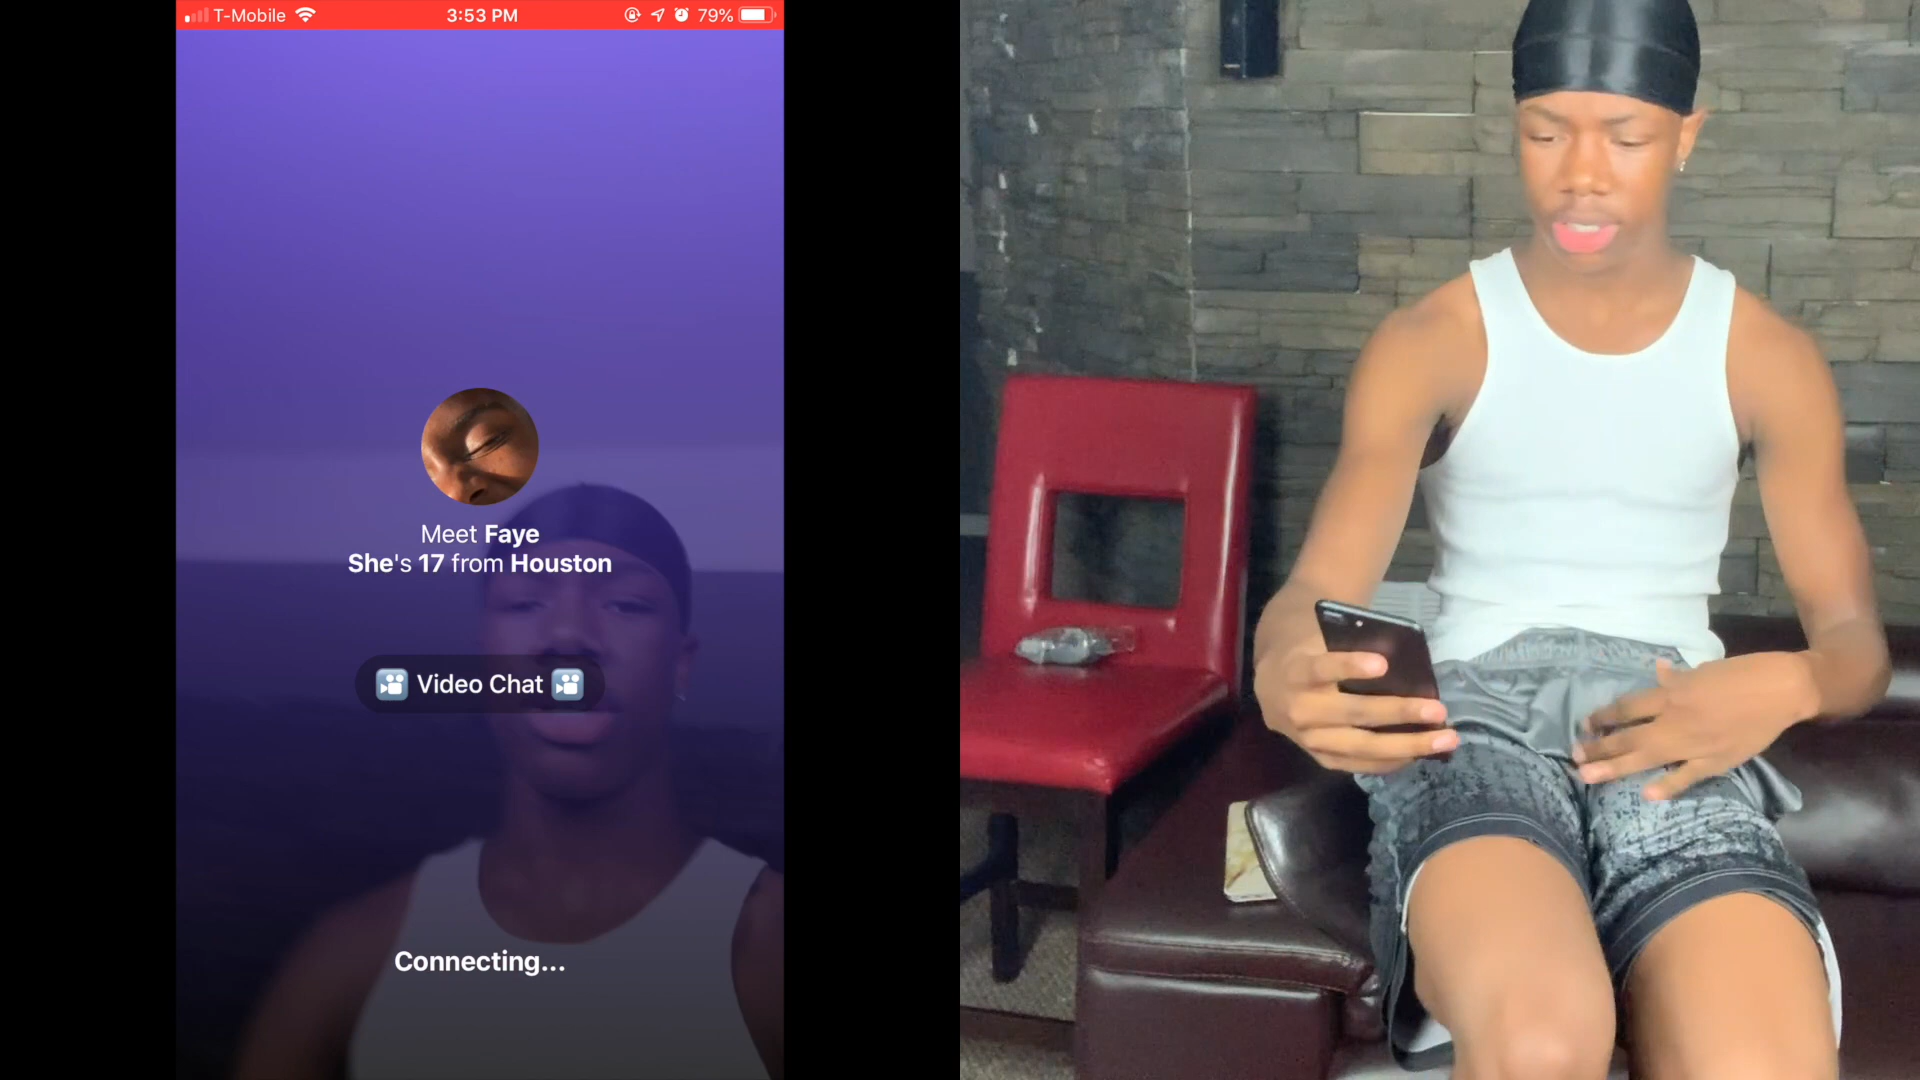 T-Mobile 3:53 PM 79%
Meet Faye
She's 17 from Houston
Video Chat
Connecting...